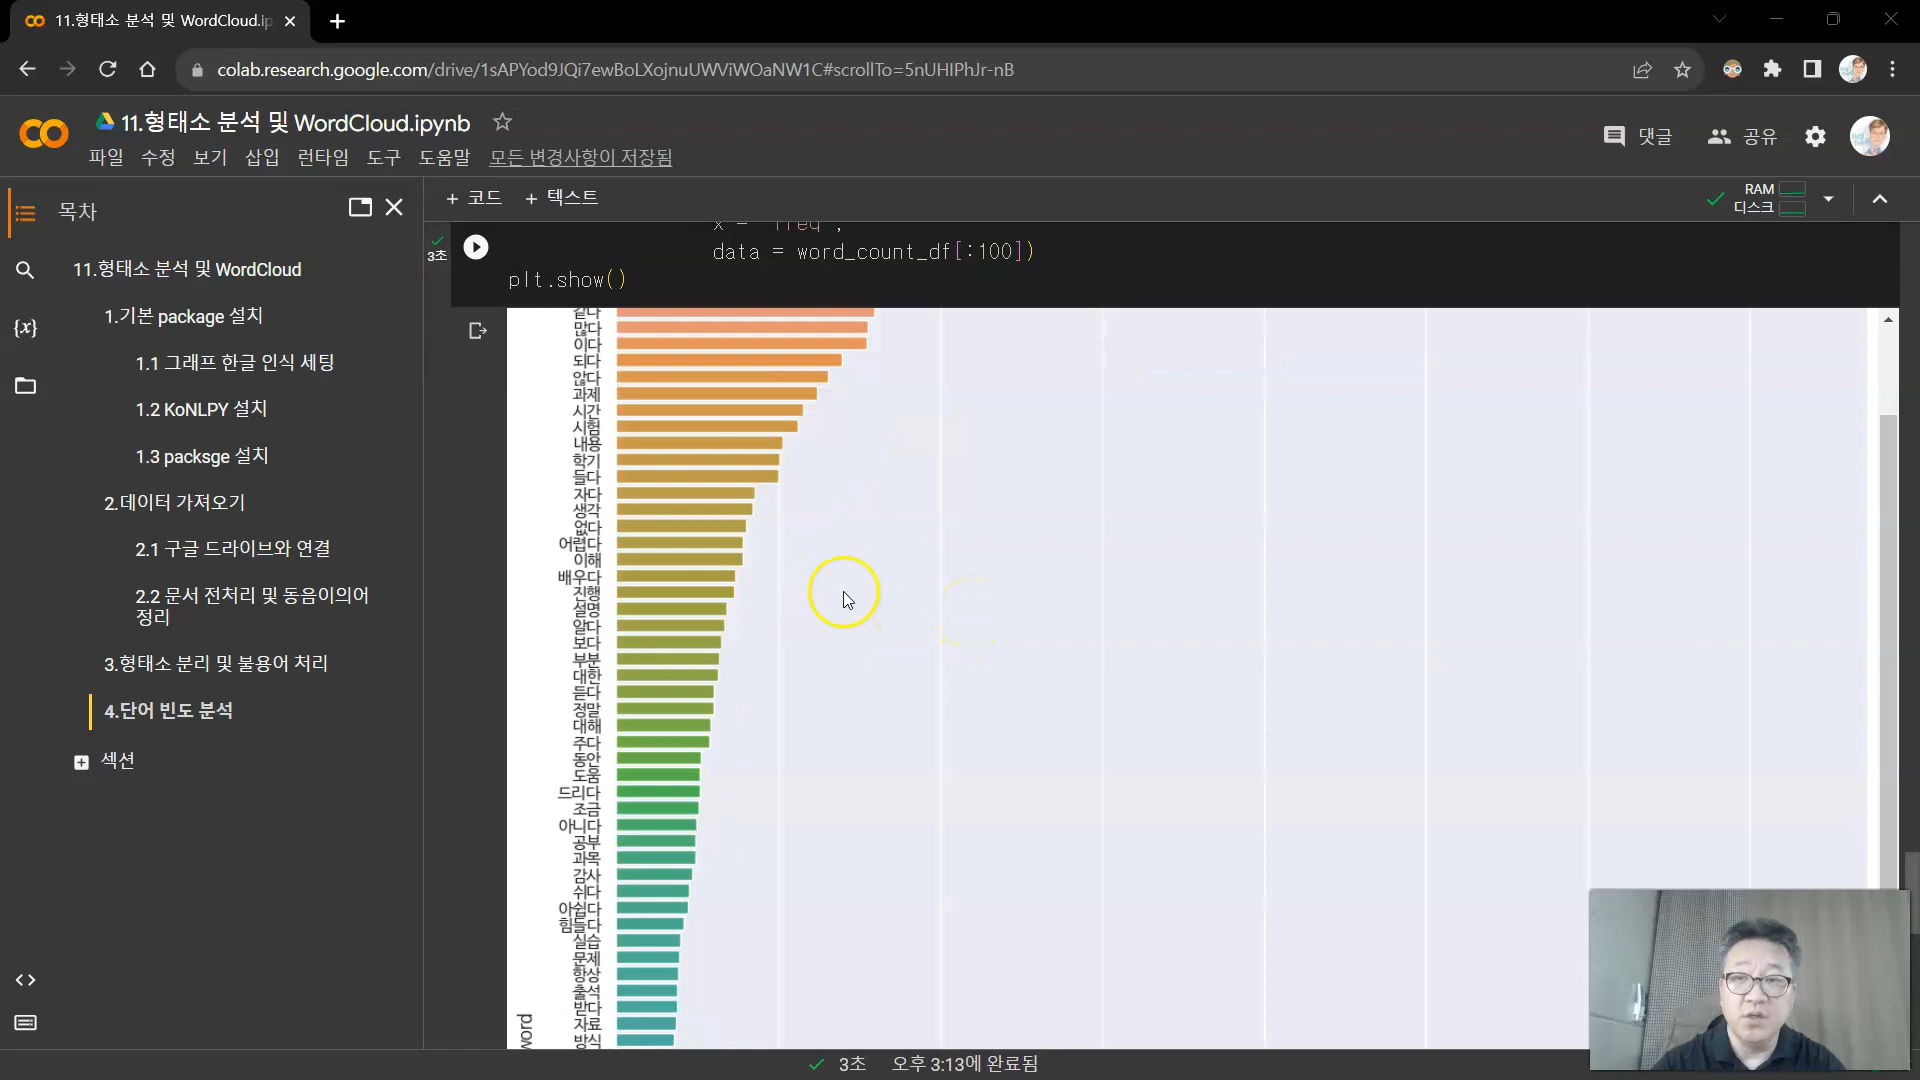 11.형태소 분석 및 WordCloud.ip
colab.research.google.com/drive/1sAPYod9JQi7ewBoLXojnuUWViWOaNW1C#scrollTo=5nUHIPhJr-nB
11.형태소 분석 및 WordCloud.ipynb
파일 수정 보기 삽입 런타임 도구 도움말 모든 변경사항이 저장됨
댓글 공유
목차
11.형태소 분석 및 WordCloud
1.기본 package 설치
1.1 그래프 한글 인식 세팅
1.2 KoNLPY 설치
1.3 packsge 설치
2.데이터 가져오기
2.1 구글 드라이브와 연결
2.2 문서 전처리 및 동음이의어
정리
3.형태소 분리 및 불용어 처리
4.단어 빈도 분석
섹션
+ 코드 + 텍스트
RAM
디스크
3초
x = "freq",
data = word_count_df[:100])
plt.show()
같다
많다
이다
되다
않다
과제
시간
시험
내용
학기
들다
자다
생각
없다
어렵다
이해
배우다
진행
설명
알다
보다
부분
대한
듣다
정말
대해
주다
동안
도움
드리다
조금
아니다
공부
과목
감사
쉬다
아쉽다
힘들다
실습
문제
항상
출석
받다
자료
방식
word
3초 오후 3:13에 완료됨